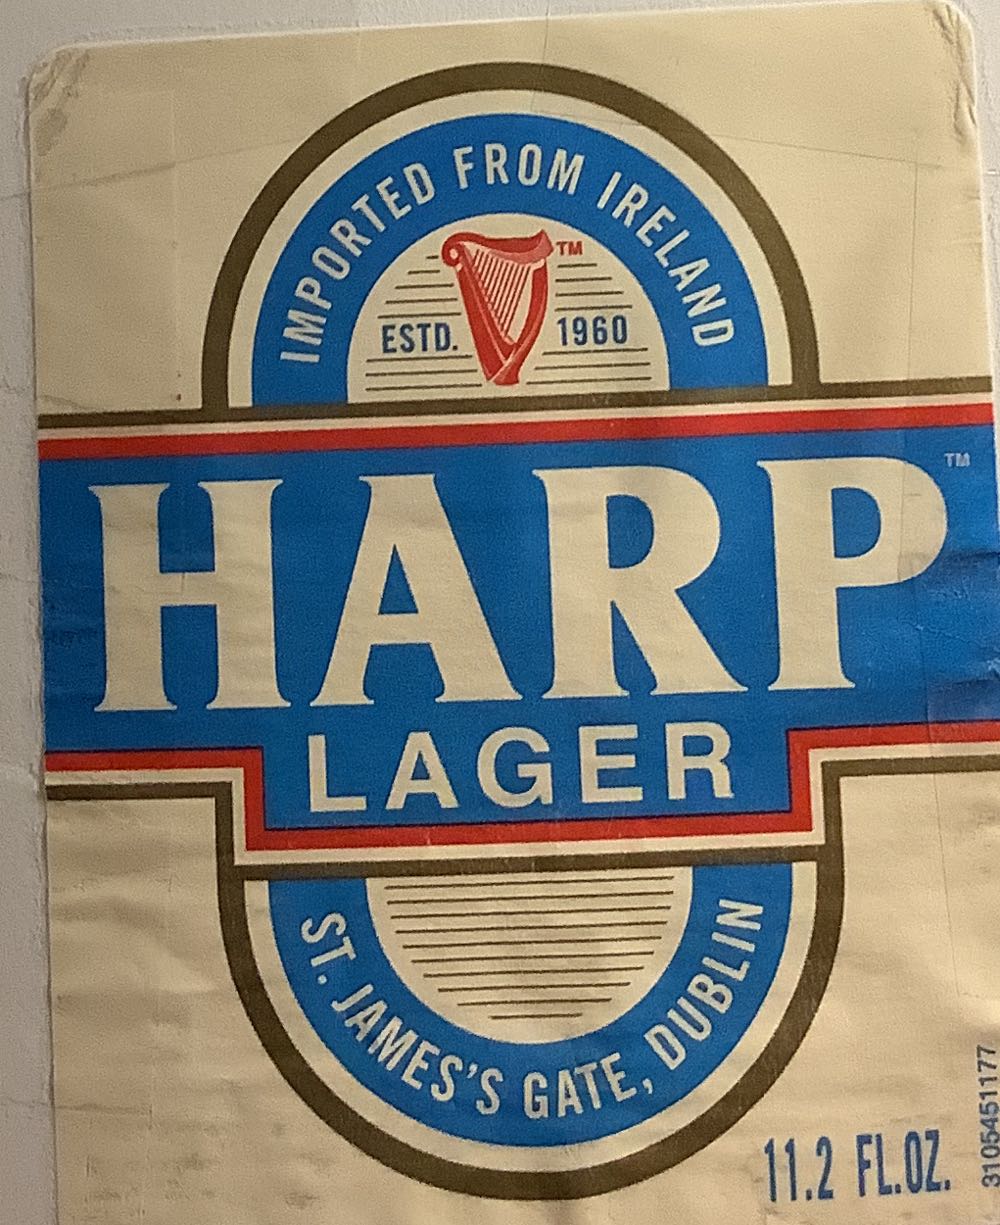 IMPORTED FROM IRELAND
TM
ESTD. 1960
HARP TM
LAGER
ST. JAMES'S GATE, DUBLIN
11.2 FL.OZ.
3105451177